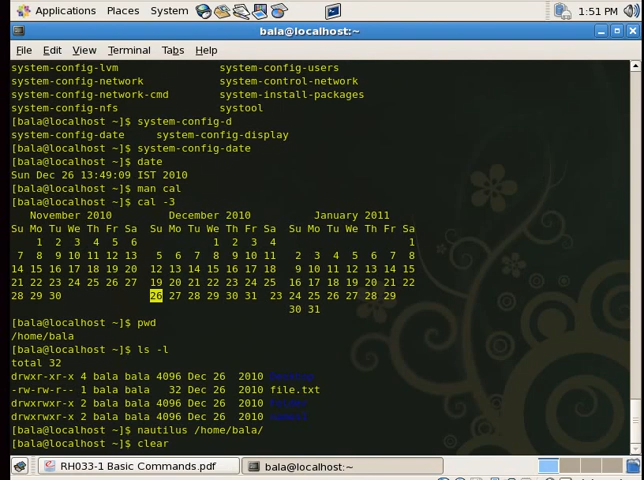 Applications Places System 1:51 PM
bala@localhost:~
File Edit View Terminal Tabs Help
system-config-lvm system-config-users
system-config-network system-control-network
system-config-network-cmd system-install-packages
system-config-nfs systool
[bala@localhost ~]$ system-config-d
system-config-date system-config-display
[bala@localhost ~]$ system-config-date
[bala@localhost ~]$ date
Sun Dec 26 13:49:09 IST 2010
[bala@localhost ~]$ man cal
[bala@localhost ~]$ cal -3
November 2010 December 2010 January 2011
Su Mo Tu We Th Fr Sa Su Mo Tu We Th Fr Sa Su Mo Tu We Th Fr Sa
1 2 3 4 5 6 1 2 3 4 1
7 8 9 10 11 12 13 5 6 7 8 9 10 11 2 3 4 5 6 7 8
14 15 16 17 18 19 20 12 13 14 15 16 17 18 9 10 11 12 13 14 15
21 22 23 24 25 26 27 19 20 21 22 23 24 25 16 17 18 19 20 21 22
28 29 30 26 27 28 29 30 31 23 24 25 26 27 28 29
30 31
[bala@localhost ~]$ pwd
/home/bala
[bala@localhost ~]$ ls -l
total 32
drwxr-xr-x 4 bala bala 4096 Dec 26 2010
-rw-rw-r-- 1 bala bala 32 Dec 26 2010 file.txt
drwxrwxr-x 2 bala bala 4096 Dec 26 2010
drwxrwxr-x 2 bala bala 4096 Dec 26 2010
[bala@localhost ~]$ nautilus /home/bala/
[bala@localhost ~]$ clear
RH033-1 Basic Commands.pdf bala@localhost:~